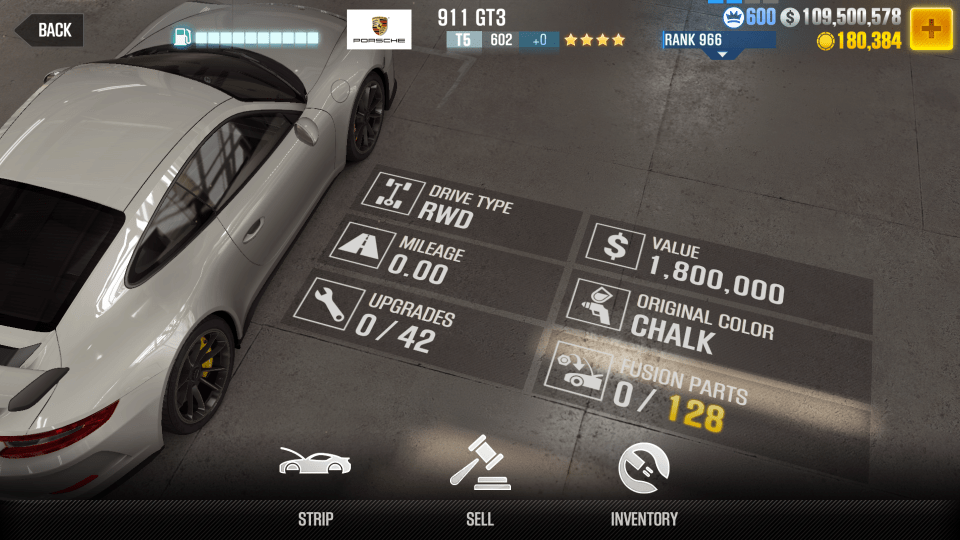 BACK
PORSCHE
911 GT3
T5 602 +0
600 $ 109,500,578
RANK 966
180,384
DRIVE TYPE
RWD
MILEAGE
0.00
UPGRADES
0 / 42
VALUE
1,800,000
ORIGINAL COLOR
CHALK
FUSION PARTS
0 / 128
STRIP
SELL
INVENTORY